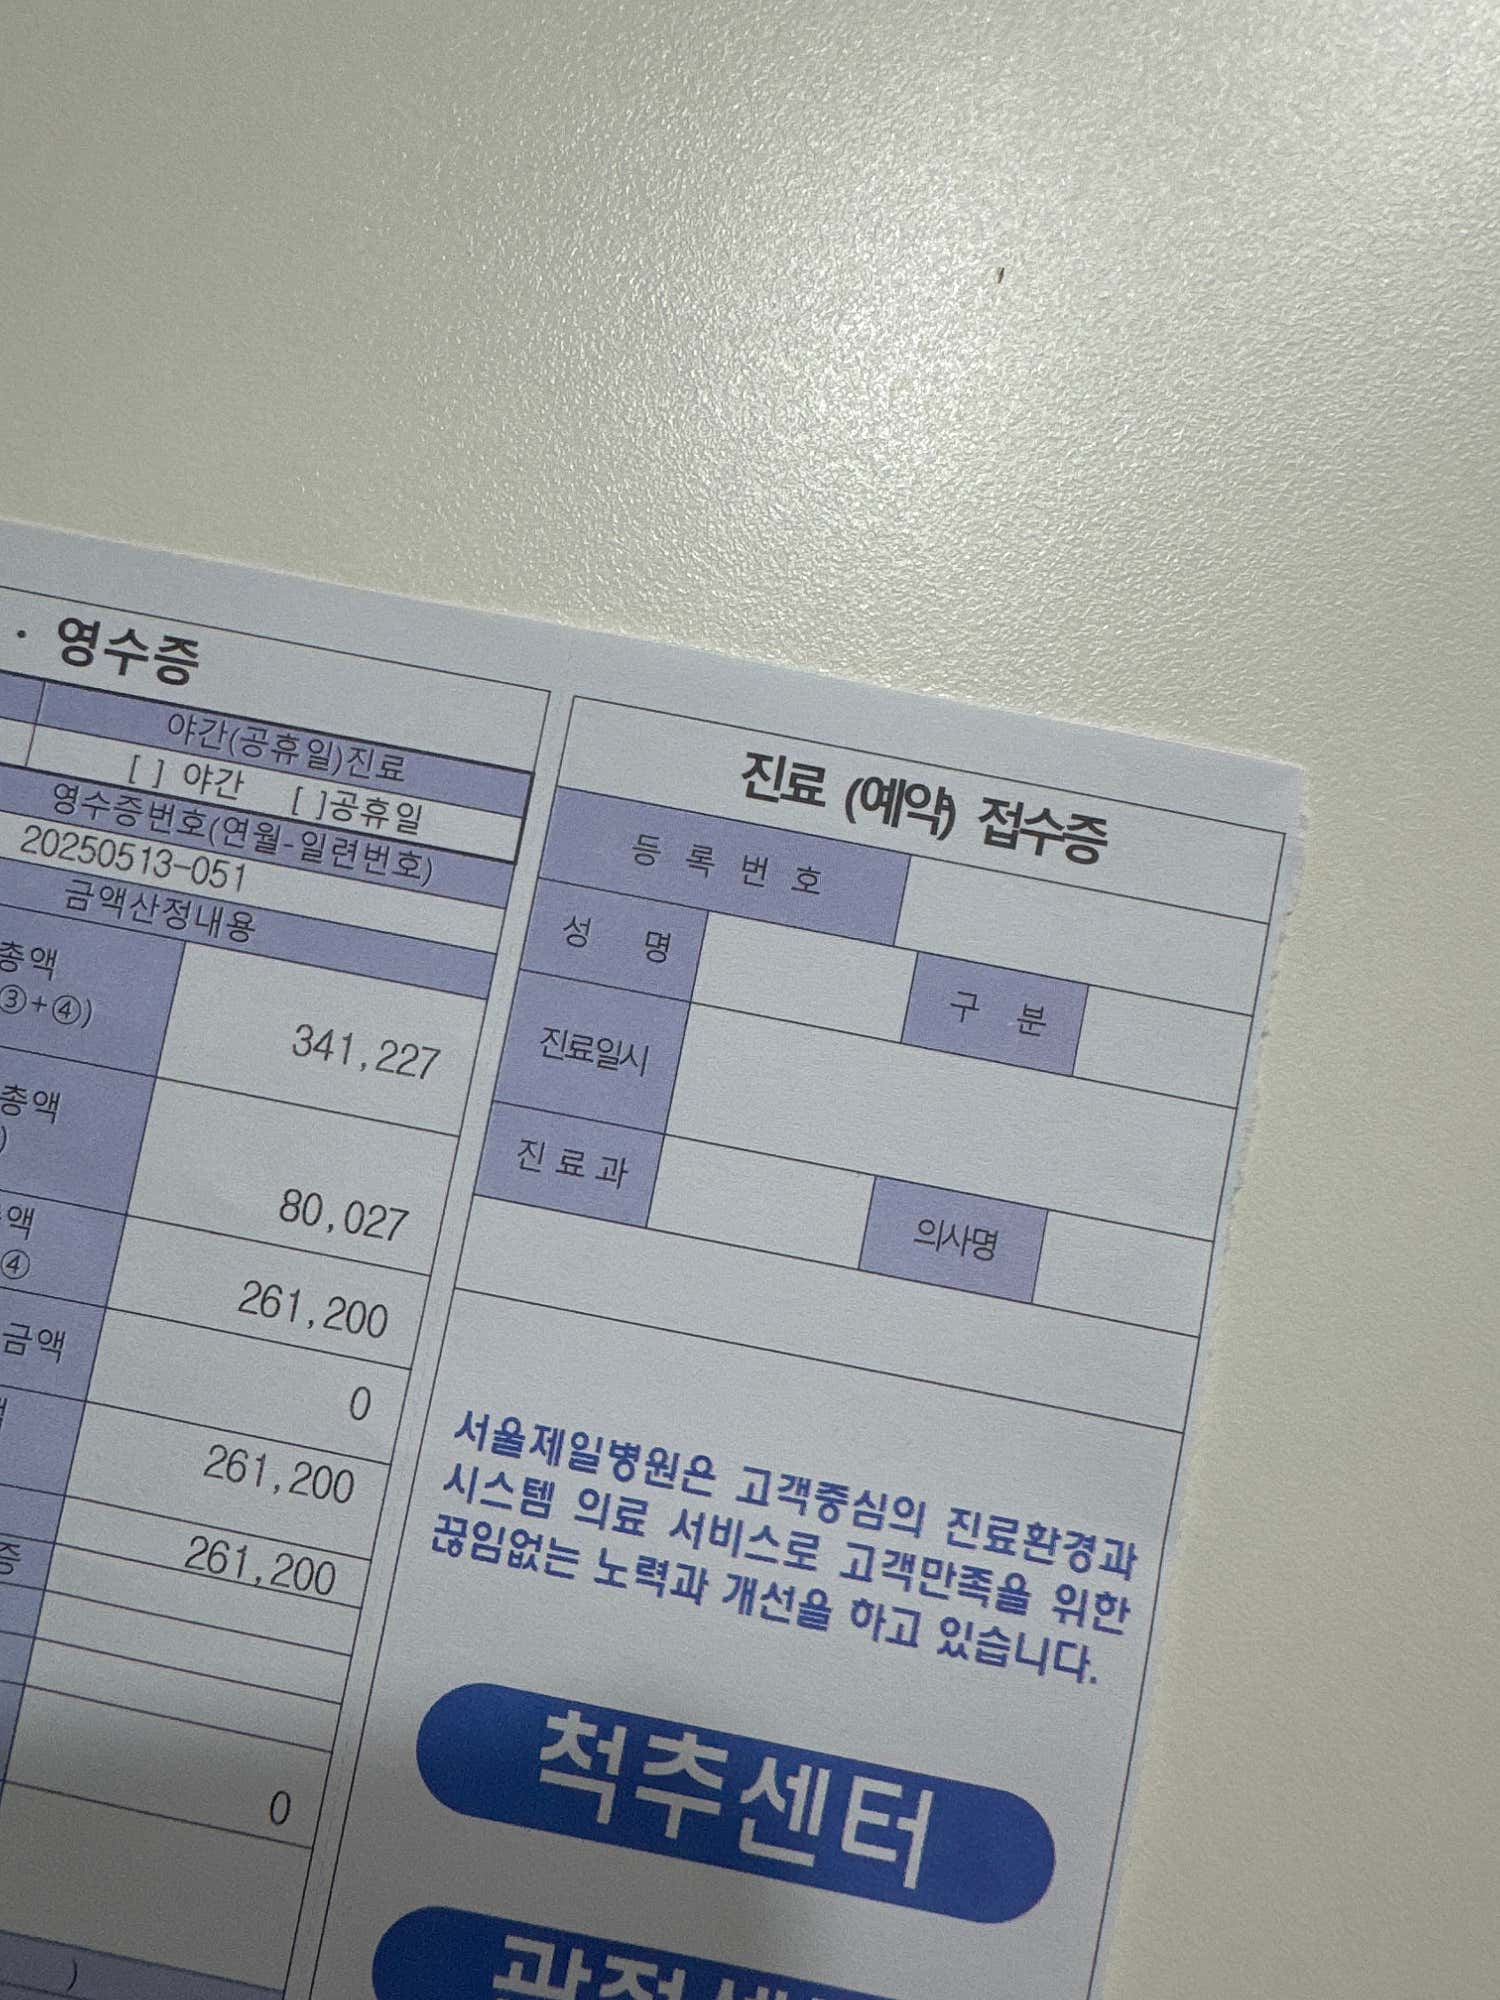 · 영수증
야간(공휴일)진료
[ ] 야간 [ ]공휴일
영수증번호(연월-일련번호)
20250513-051
금액산정내용
총액
③+④)
341,227
총액
)
80,027
액
④
261,200
금액
0
261,200
261,200
0
)
진료 (예약) 접수증
등 록 번 호
성 명
구 분
진료일시
진 료 과
의사명
서울제일병원은 고객중심의 진료환경과
시스템 의료 서비스로 고객만족을 위한
끊임없는 노력과 개선을 하고 있습니다.
척추센터